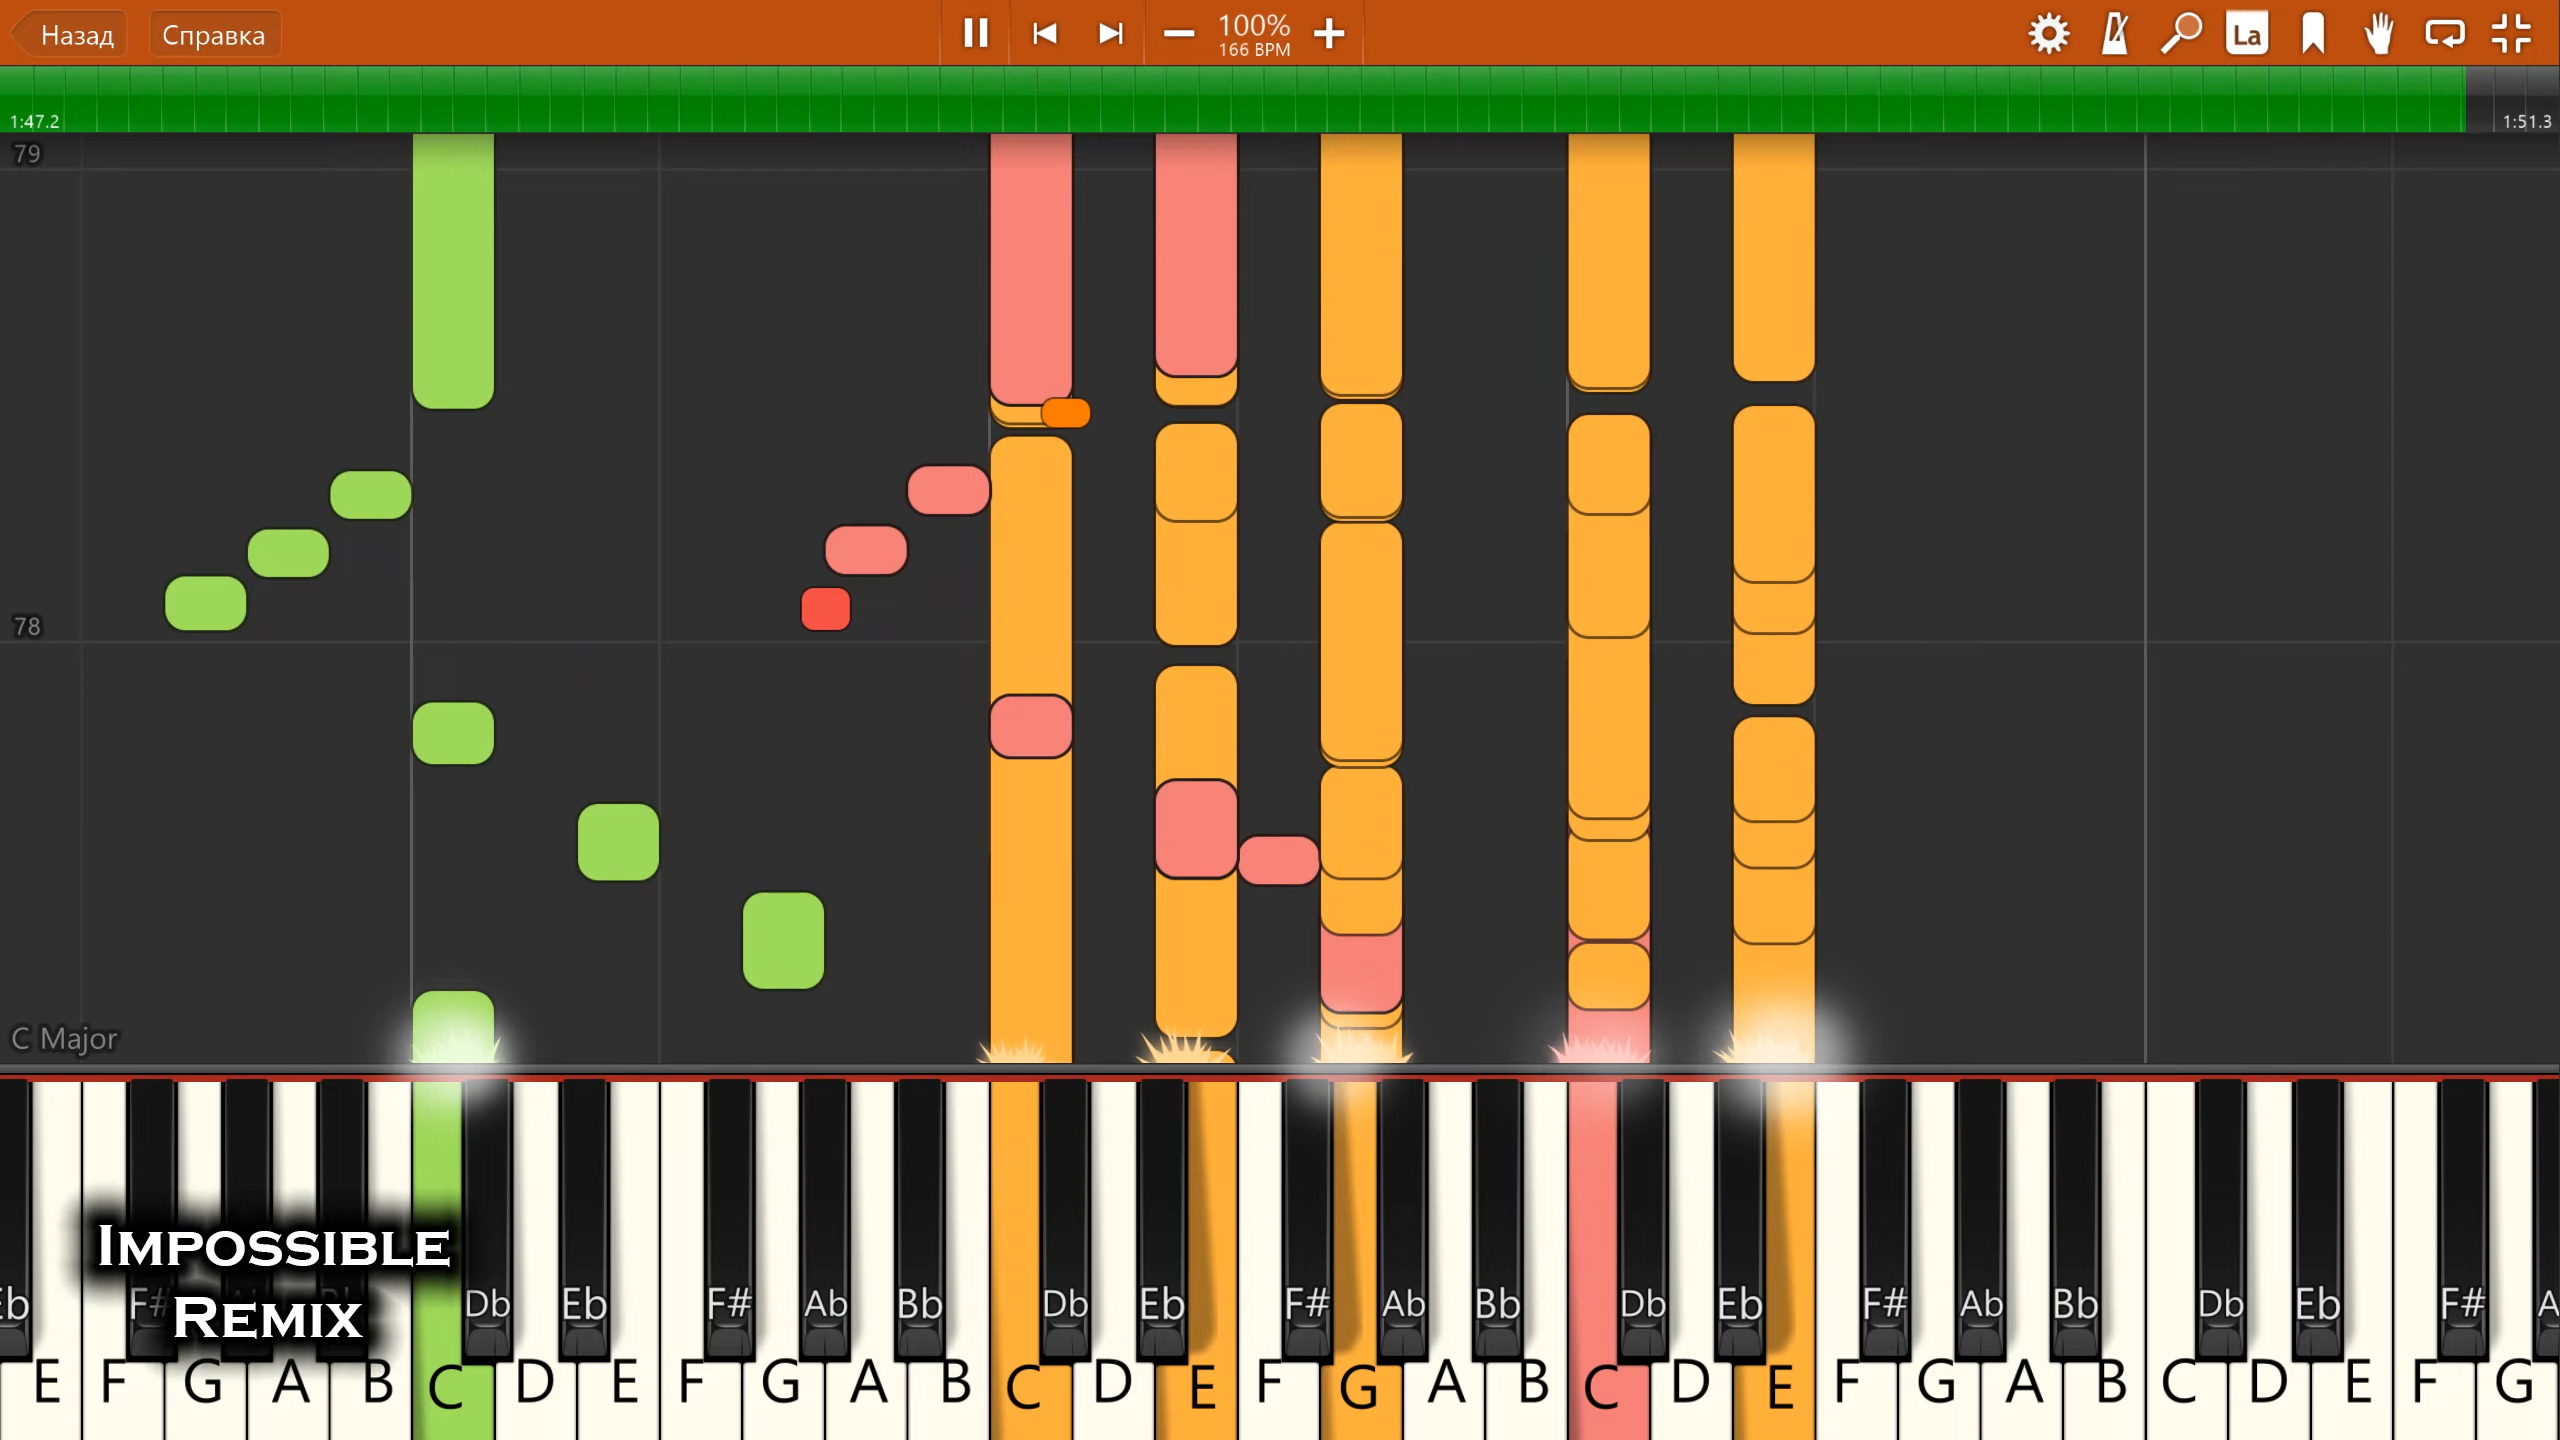 Назад Справка 100% La
166 BPM
1:47.2 1:51.3
79
78
C Major
Impossible
Remix
Eb F# Db Eb F# Ab Bb Db Eb F# Ab Bb Db Eb F# Ab Bb Db Eb F# A
E F G A B C D E F G A B C D E F G A B C D E F G A B C D E F G